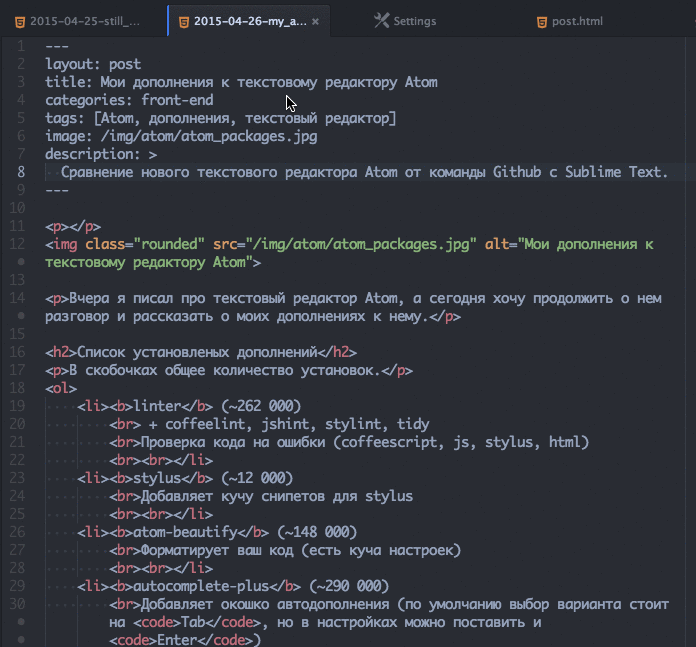 2015-04-25-still_...
2015-04-26-my_a...
×
Settings
post.html
1 ---
2 layout: post
3 title: Мои дополнения к текстовому редактору Atom
4 categories: front-end
5 tags: [Атом, дополнения, текстовый редактор]
6 image: /img/atom/atom_packages.jpg
7 description: >
8 Сравнение нового текстового редактора Atom от команды Github с Sublime Text.
9 ---
10
11 <p></p>
12 <img class="rounded" src="/img/atom/atom_packages.jpg" alt="Мои дополнения к
• текстовому редактору Atom">
13
14 <p>Вчера я писал про текстовый редактор Atom, а сегодня хочу продолжить о нем
• разговор и рассказать о моих дополнениях к нему.</p>
15
16 <h2>Список установленых дополнений</h2>
17 <p>В скобочках общее количество установок.</p>
18 <ol>
19 <li><b>linter</b> (~262 000)
20 <br> + coffeelint, jshint, stylint, tidy
21 <br>Проверка кода на ошибки (coffeescript, js, stylus, html)
22 <br><br></li>
23 <li><b>stylus</b> (~12 000)
24 <br>Добавляет кучу снипетов для stylus
25 <br><br></li>
26 <li><b>atom-beautify</b> (~148 000)
27 <br>Форматирует ваш код (есть куча настроек)
28 <br><br></li>
29 <li><b>autocomplete-plus</b> (~290 000)
30 <br>Добавляет окошко автодополнения (по умолчанию выбор варианта стоит
• на <code>Tab</code>, но в настройках можно поставить и
• <code>Enter</code>)